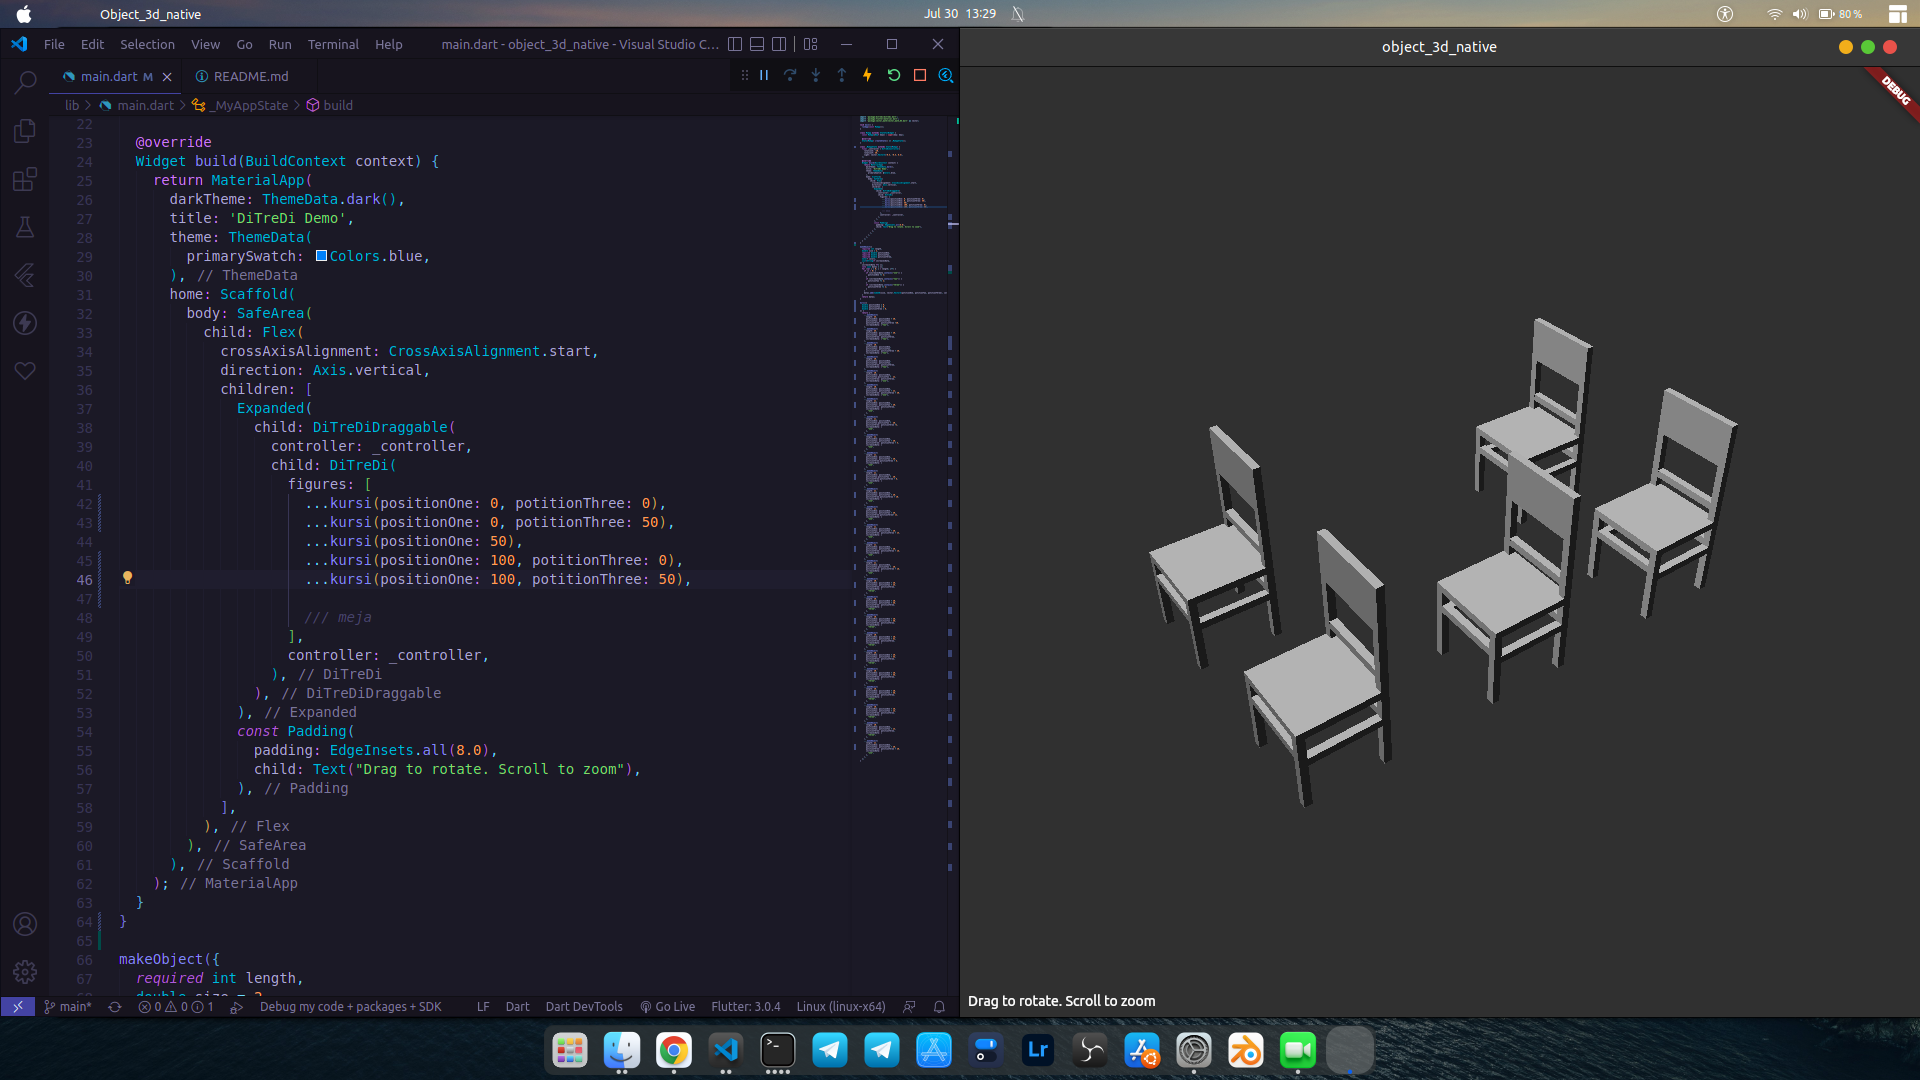 Object_3d_native
Jul 30 13:29
80 %
File Edit Selection View Go Run Terminal Help
main.dart - object_3d_native - Visual Studio C...
main.dart M
README.md
lib > main.dart > _MyAppState > build
22
23 @override
24 Widget build(BuildContext context) {
25 return MaterialApp(
26 darkTheme: ThemeData.dark(),
27 title: 'DiTreDi Demo',
28 theme: ThemeData(
29 primarySwatch: Colors.blue,
30 ), // ThemeData
31 home: Scaffold(
32 body: SafeArea(
33 child: Flex(
34 crossAxisAlignment: CrossAxisAlignment.start,
35 direction: Axis.vertical,
36 children: [
37 Expanded(
38 child: DiTreDiDraggable(
39 controller: _controller,
40 child: DiTreDi(
41 figures: [
42 ...kursi(positionOne: 0, potitionThree: 0),
43 ...kursi(positionOne: 0, potitionThree: 50),
44 ...kursi(positionOne: 50),
45 ...kursi(positionOne: 100, potitionThree: 0),
46 ...kursi(positionOne: 100, potitionThree: 50),
47
48 /// meja
49 ],
50 controller: _controller,
51 ), // DiTreDi
52 ), // DiTreDiDraggable
53 ), // Expanded
54 const Padding(
55 padding: EdgeInsets.all(8.0),
56 child: Text("Drag to rotate. Scroll to zoom"),
57 ), // Padding
58 ],
59 ), // Flex
60 ), // SafeArea
61 ), // Scaffold
62 ); // MaterialApp
63 }
64 }
65
66 makeObject({
67 required int length,
main* 0 0 1 Debug my code + packages + SDK LF Dart Dart DevTools Go Live Flutter: 3.0.4 Linux (linux-x64)
object_3d_native
DEBUG
Drag to rotate. Scroll to zoom
Lr